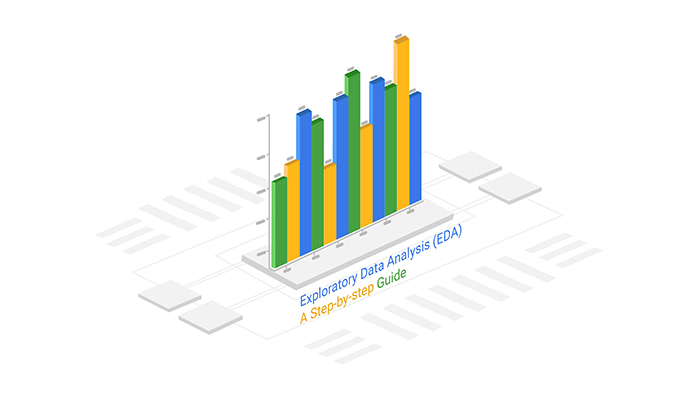 Exploratory Data Analysis (EDA)
A Step-by-step Guide